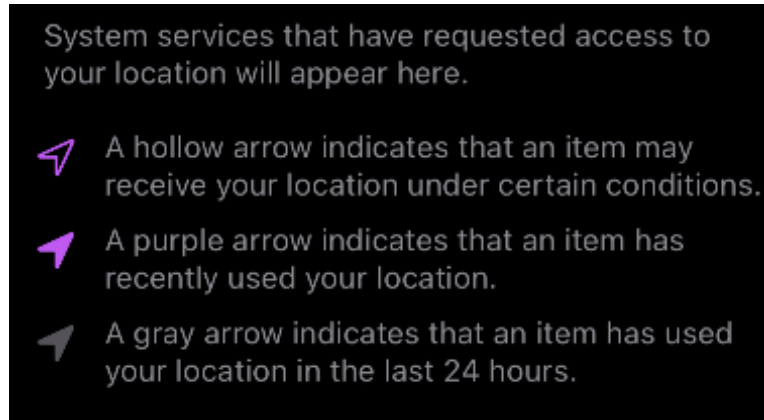 System services that have requested access to
your location will appear here.
A hollow arrow indicates that an item may
receive your location under certain conditions.
A purple arrow indicates that an item has
recently used your location.
A gray arrow indicates that an item has used
your location in the last 24 hours.